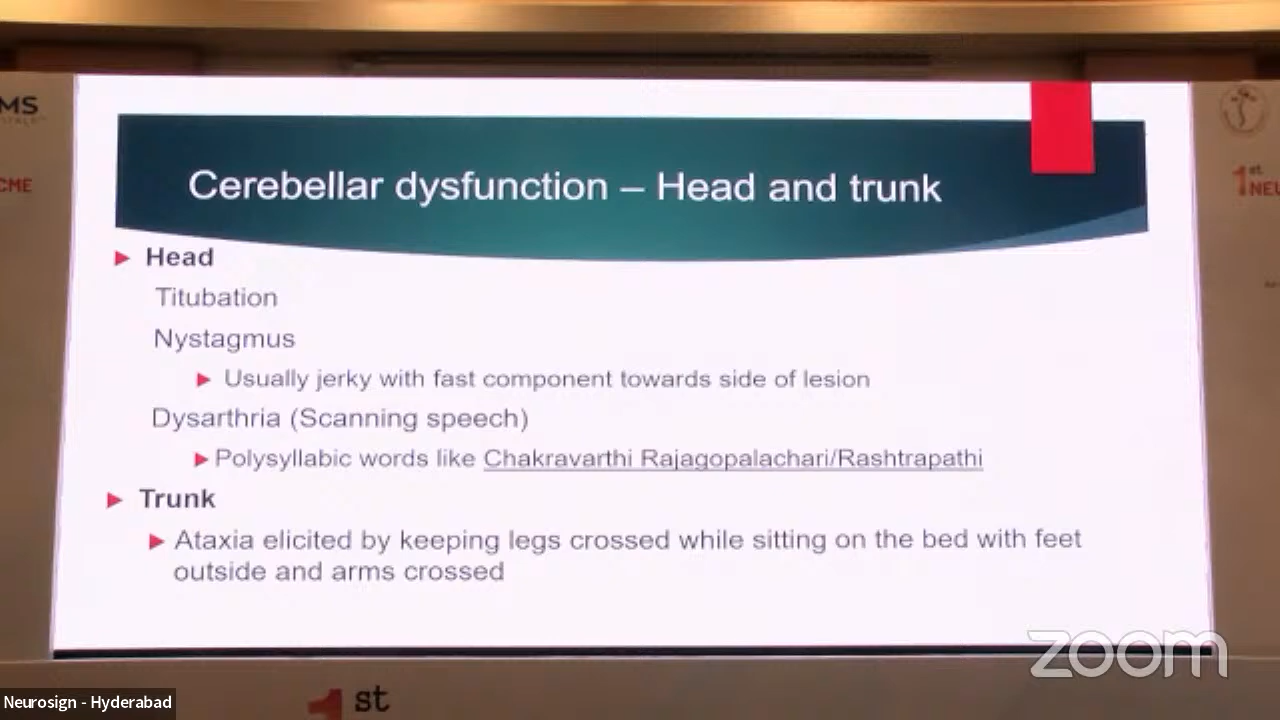 MS
CME
1st
NEU
Cerebellar dysfunction – Head and trunk
Head
Titubation
Nystagmus
Usually jerky with fast component towards side of lesion
Dysarthria (Scanning speech)
Polysyllabic words like Chakravarthi Rajagopalachari/Rashtrapathi
Trunk
Ataxia elicited by keeping legs crossed while sitting on the bed with feet
outside and arms crossed
zoom
Neurosign - Hyderabad
1st